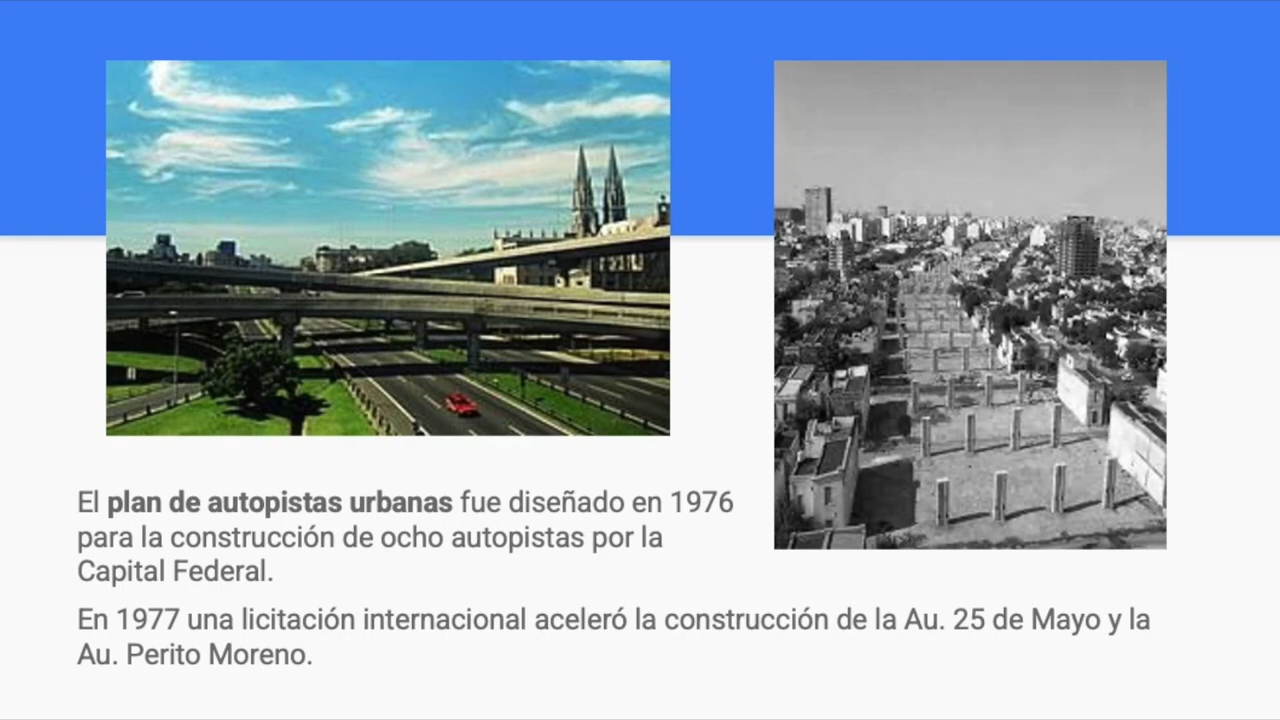 El plan de autopistas urbanas fue diseñado en 1976
para la construcción de ocho autopistas por la
Capital Federal.
En 1977 una licitación internacional aceleró la construcción de la Au. 25 de Mayo y la
Au. Perito Moreno.